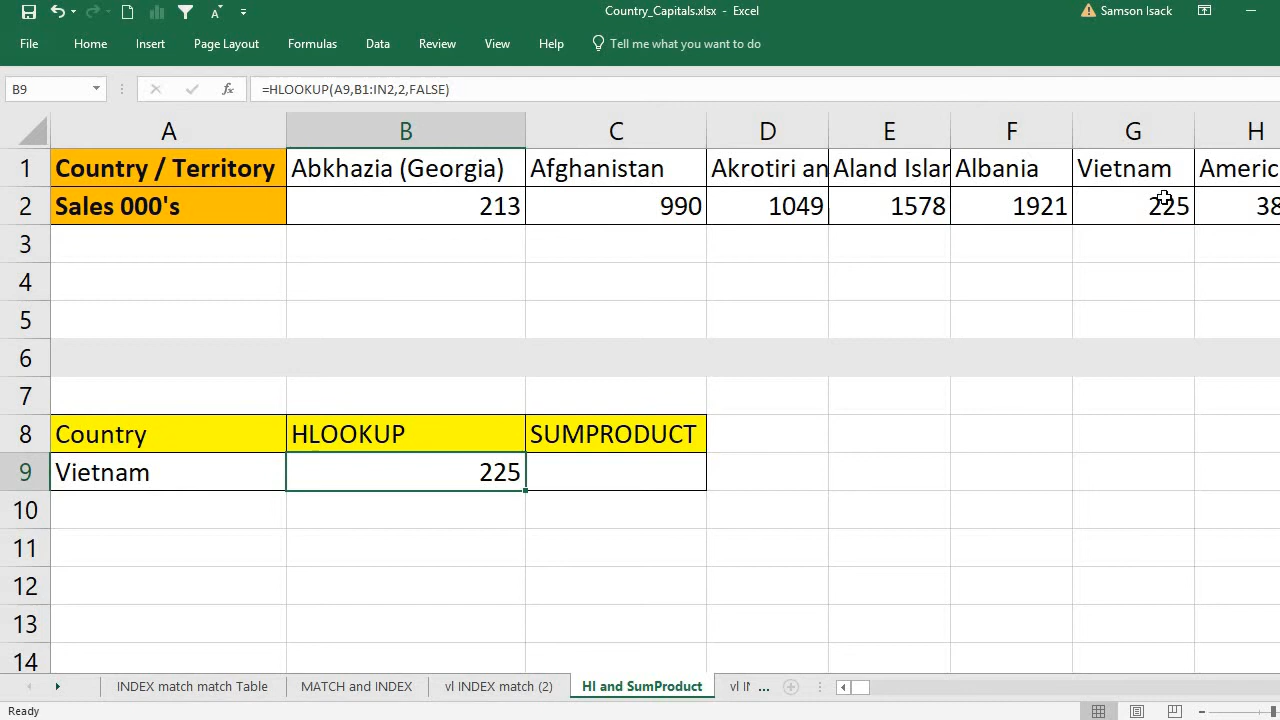 Country_Capitals.xlsx - Excel
Samson Isack
File Home Insert Page Layout Formulas Data Review View Help Tell me what you want to do
B9 fx =HLOOKUP(A9,B1:IN2,2,FALSE)
A B C D E F G H
1 Country / Territory Abkhazia (Georgia) Afghanistan Akrotiri an Aland Islar Albania Vietnam Americ
2 Sales 000's 213 990 1049 1578 1921 225 38
3
4
5
6
7
8 Country HLOOKUP SUMPRODUCT
9 Vietnam 225
10
11
12
13
14
INDEX match match Table MATCH and INDEX vl INDEX match (2) Hl and SumProduct vl IN ...
Ready